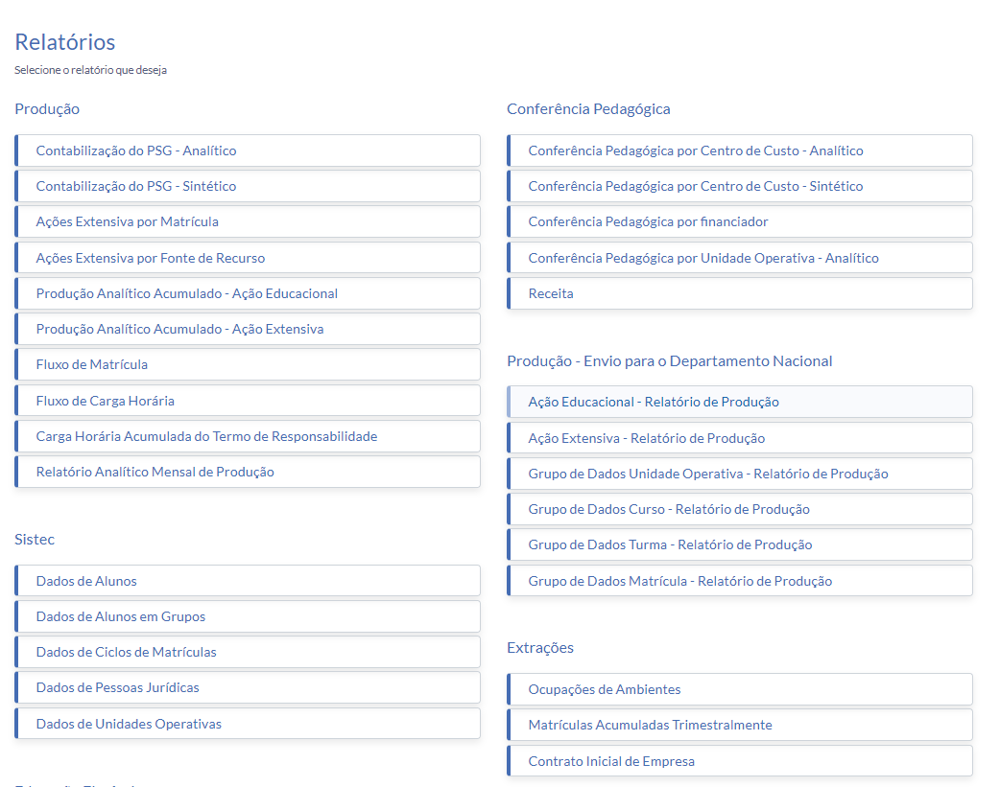 Relatórios
Selecione o relatório que deseja
Produção
Contabilização do PSG - Analítico
Contabilização do PSG - Sintético
Ações Extensiva por Matrícula
Ações Extensiva por Fonte de Recurso
Produção Analítico Acumulado - Ação Educacional
Produção Analítico Acumulado - Ação Extensiva
Fluxo de Matrícula
Fluxo de Carga Horária
Carga Horária Acumulada do Termo de Responsabilidade
Relatório Analítico Mensal de Produção
Sistec
Dados de Alunos
Dados de Alunos em Grupos
Dados de Ciclos de Matrículas
Dados de Pessoas Jurídicas
Dados de Unidades Operativas
Conferência Pedagógica
Conferência Pedagógica por Centro de Custo - Analítico
Conferência Pedagógica por Centro de Custo - Sintético
Conferência Pedagógica por financiador
Conferência Pedagógica por Unidade Operativa - Analítico
Receita
Produção - Envio para o Departamento Nacional
Ação Educacional - Relatório de Produção
Ação Extensiva - Relatório de Produção
Grupo de Dados Unidade Operativa - Relatório de Produção
Grupo de Dados Curso - Relatório de Produção
Grupo de Dados Turma - Relatório de Produção
Grupo de Dados Matrícula - Relatório de Produção
Extrações
Ocupações de Ambientes
Matrículas Acumuladas Trimestralmente
Contrato Inicial de Empresa